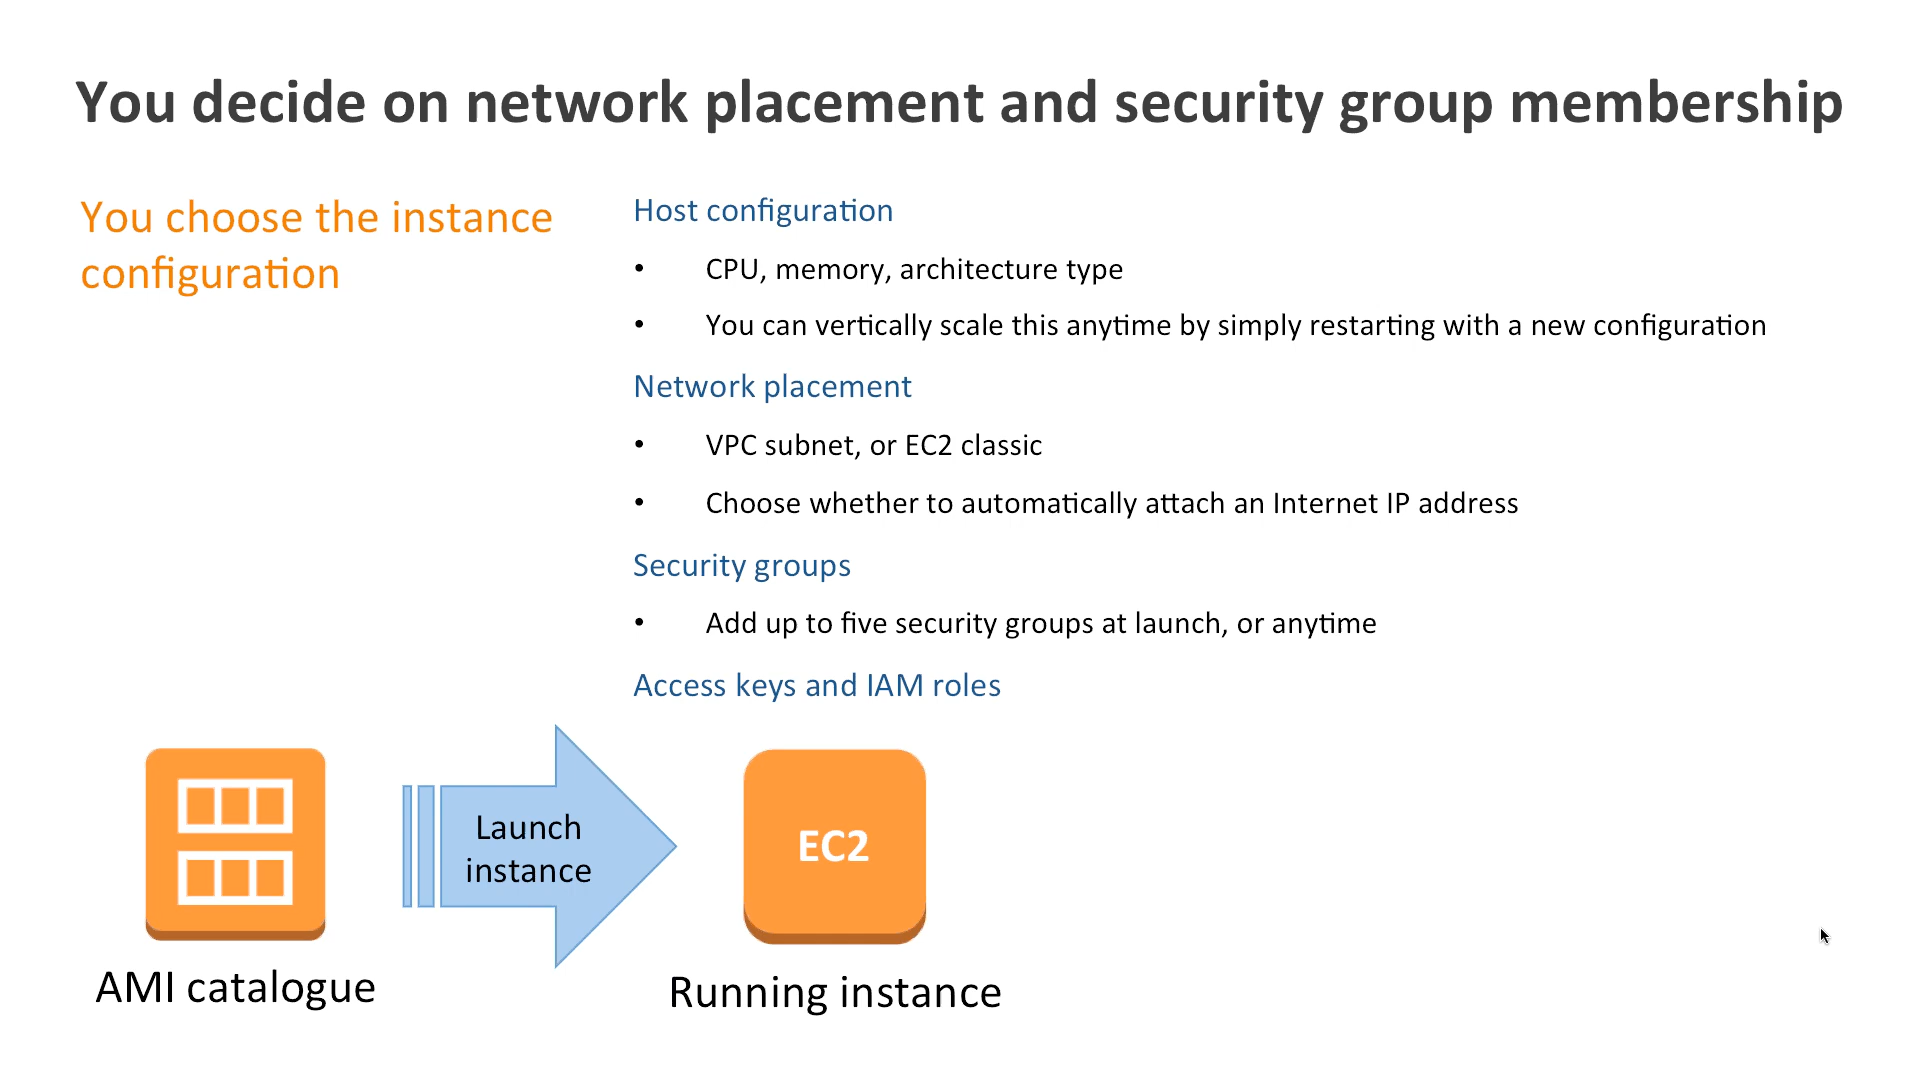 You decide on network placement and security group membership
You choose the instance
configuration
Host configuration
• CPU, memory, architecture type
• You can vertically scale this anytime by simply restarting with a new configuration
Network placement
• VPC subnet, or EC2 classic
• Choose whether to automatically attach an Internet IP address
Security groups
• Add up to five security groups at launch, or anytime
Access keys and IAM roles
Launch
instance
EC2
AMI catalogue
Running instance